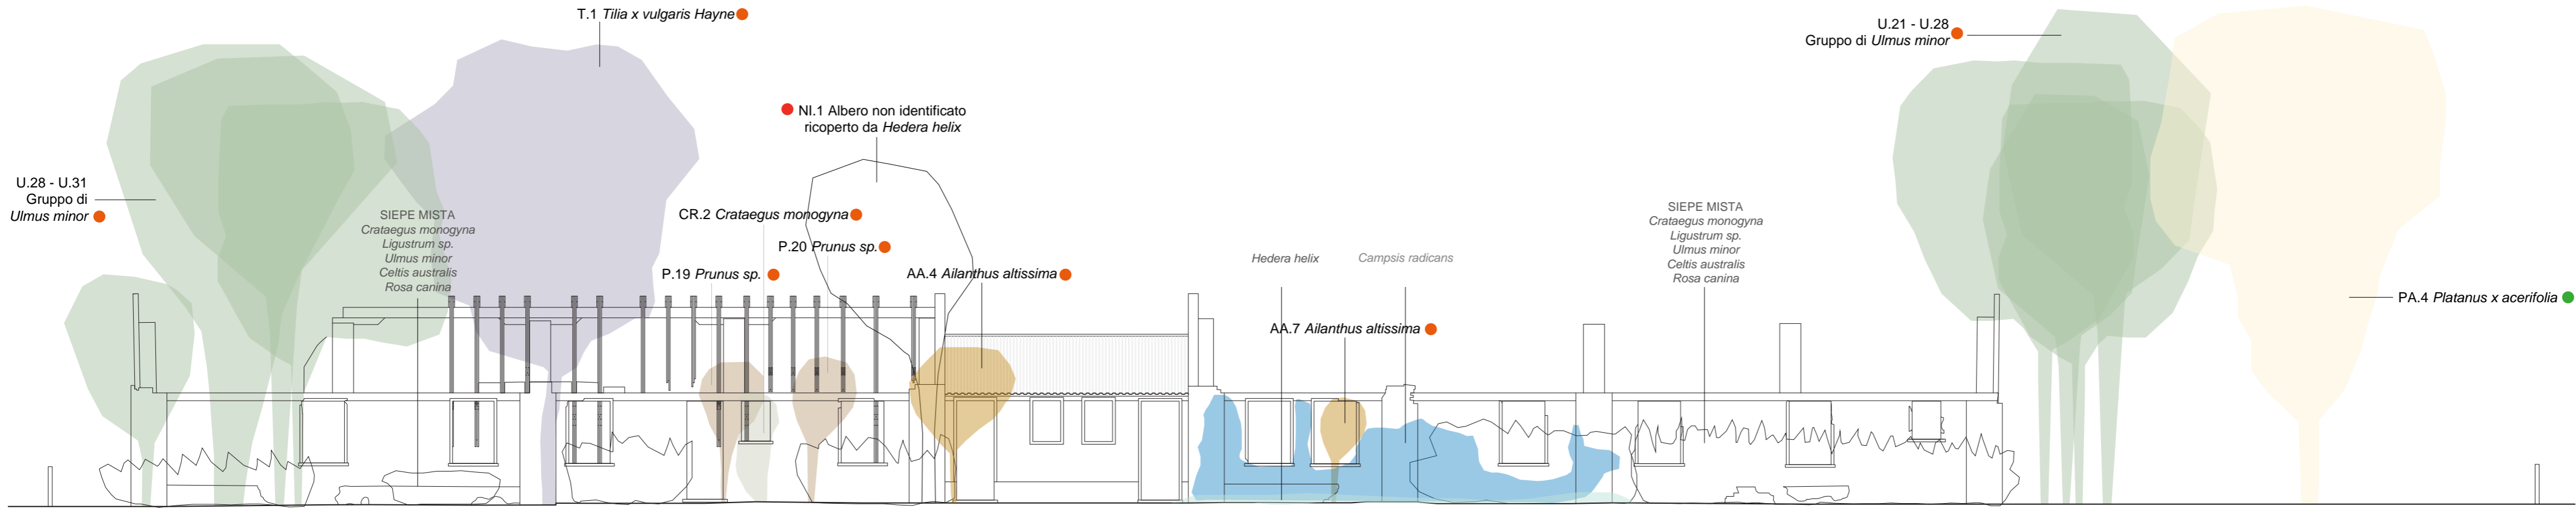 T.1 Tilia x vulgaris Hayne
U.21 - U.28
Gruppo di Ulmus minor
NI.1 Albero non identificato
ricoperto da Hedera helix
U.28 - U.31
Gruppo di
Ulmus minor
SIEPE MISTA
Crataegus monogyna
Ligustrum sp.
Ulmus minor
Celtis australis
Rosa canina
CR.2 Crataegus monogyna
P.20 Prunus sp.
P.19 Prunus sp.
AA.4 Ailanthus altissima
Hedera helix
Campsis radicans
AA.7 Ailanthus altissima
SIEPE MISTA
Crataegus monogyna
Ligustrum sp.
Ulmus minor
Celtis australis
Rosa canina
PA.4 Platanus x acerifolia